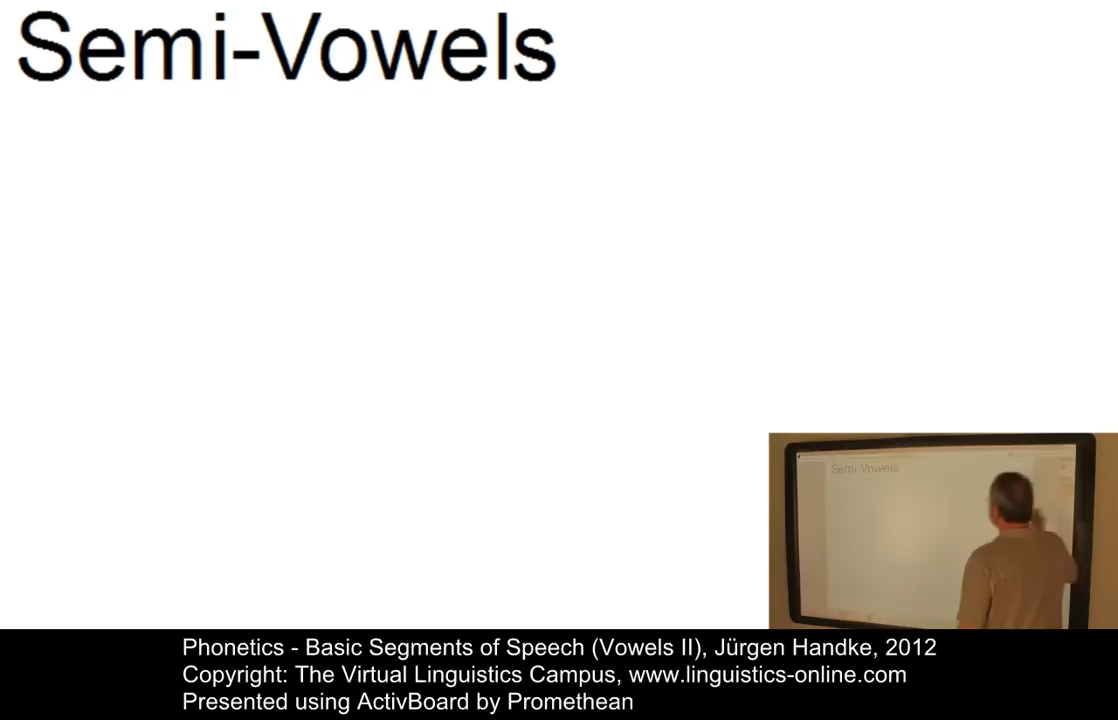 Semi-Vowels
Semi-Vowels
Phonetics - Basic Segments of Speech (Vowels II), Jürgen Handke, 2012
Copyright: The Virtual Linguistics Campus, www.linguistics-online.com
Presented using ActivBoard by Promethean